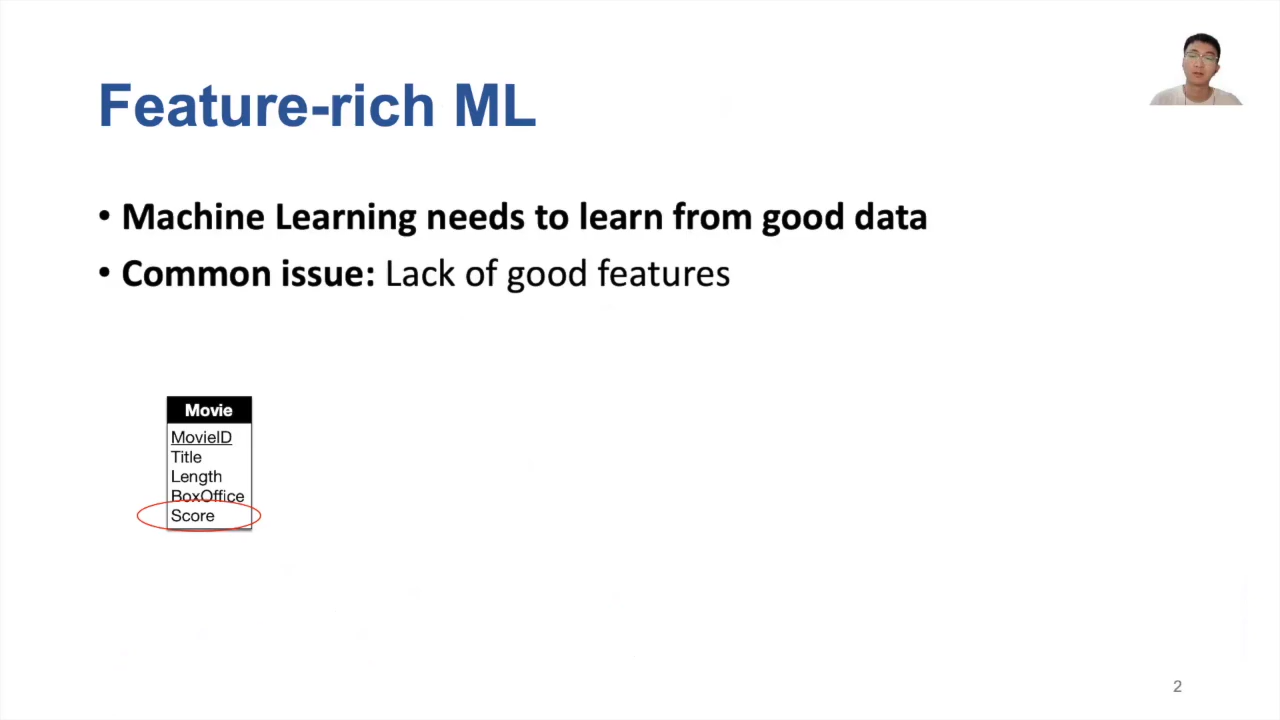 Feature-rich ML
• Machine Learning needs to learn from good data
• Common issue: Lack of good features
Movie
MovieID
Title
Length
BoxOffice
Score
2